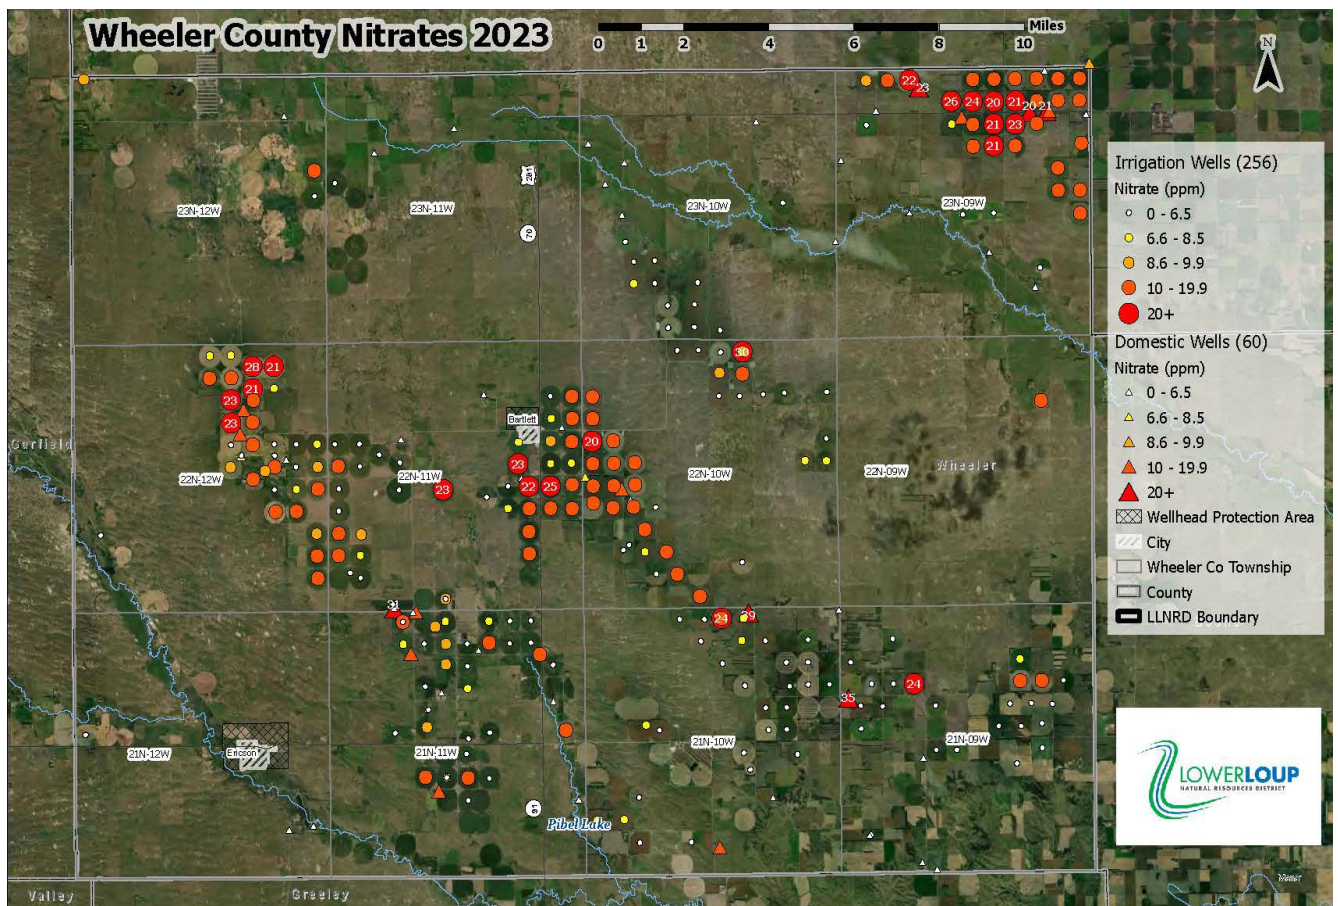 Wheeler County Nitrates 2023
Miles
0 1 2 4 6 8 10
N
22
23
26 24 20 21 20 21
21 23
21
Irrigation Wells (256)
Nitrate (ppm)
0 - 6.5
6.6 - 8.5
8.6 - 9.9
10 - 19.9
20+
Domestic Wells (60)
Nitrate (ppm)
0 - 6.5
6.6 - 8.5
8.6 - 9.9
10 - 19.9
20+
Wellhead Protection Area
City
Wheeler Co Township
County
LLNRD Boundary
281
70
23N-12W
23N-11W
23N-10W
23N-09W
30
28 21
21
23
23
Bartlett
20
23
22 25
23
Garfield
Wheeler
22N-12W
22N-11W
22N-10W
22N-09W
31
24
39
35
24
Ericson
21N-12W
21N-11W
21N-10W
21N-09W
91
Pibel Lake
LOWERLOUP
NATURAL RESOURCES DISTRICT
Valley
Greeley